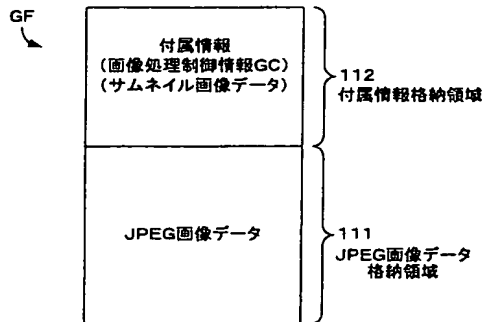 GF
付属情報
(画像処理制御情報GC)
(サムネイル画像データ)
112
付属情報格納領域
JPEG画像データ
111
JPEG画像データ
格納領域